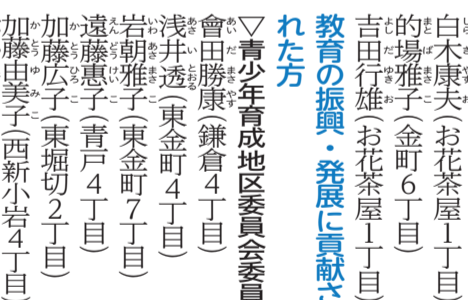 白木康夫(お花茶屋1丁目
的場雅子(金町6丁目)
吉田行雄(お花茶屋1丁目
教育の振興・発展に貢献さ
れた方
▽青少年育成地区委員会委員
會田勝康(鎌倉4丁目)
浅井透(東金町4丁目)
岩朝雅子(東金町7丁目)
遠藤惠子(青戸4丁目)
加藤広子(東堀切2丁目)
加藤由美子(西新小岩4丁目